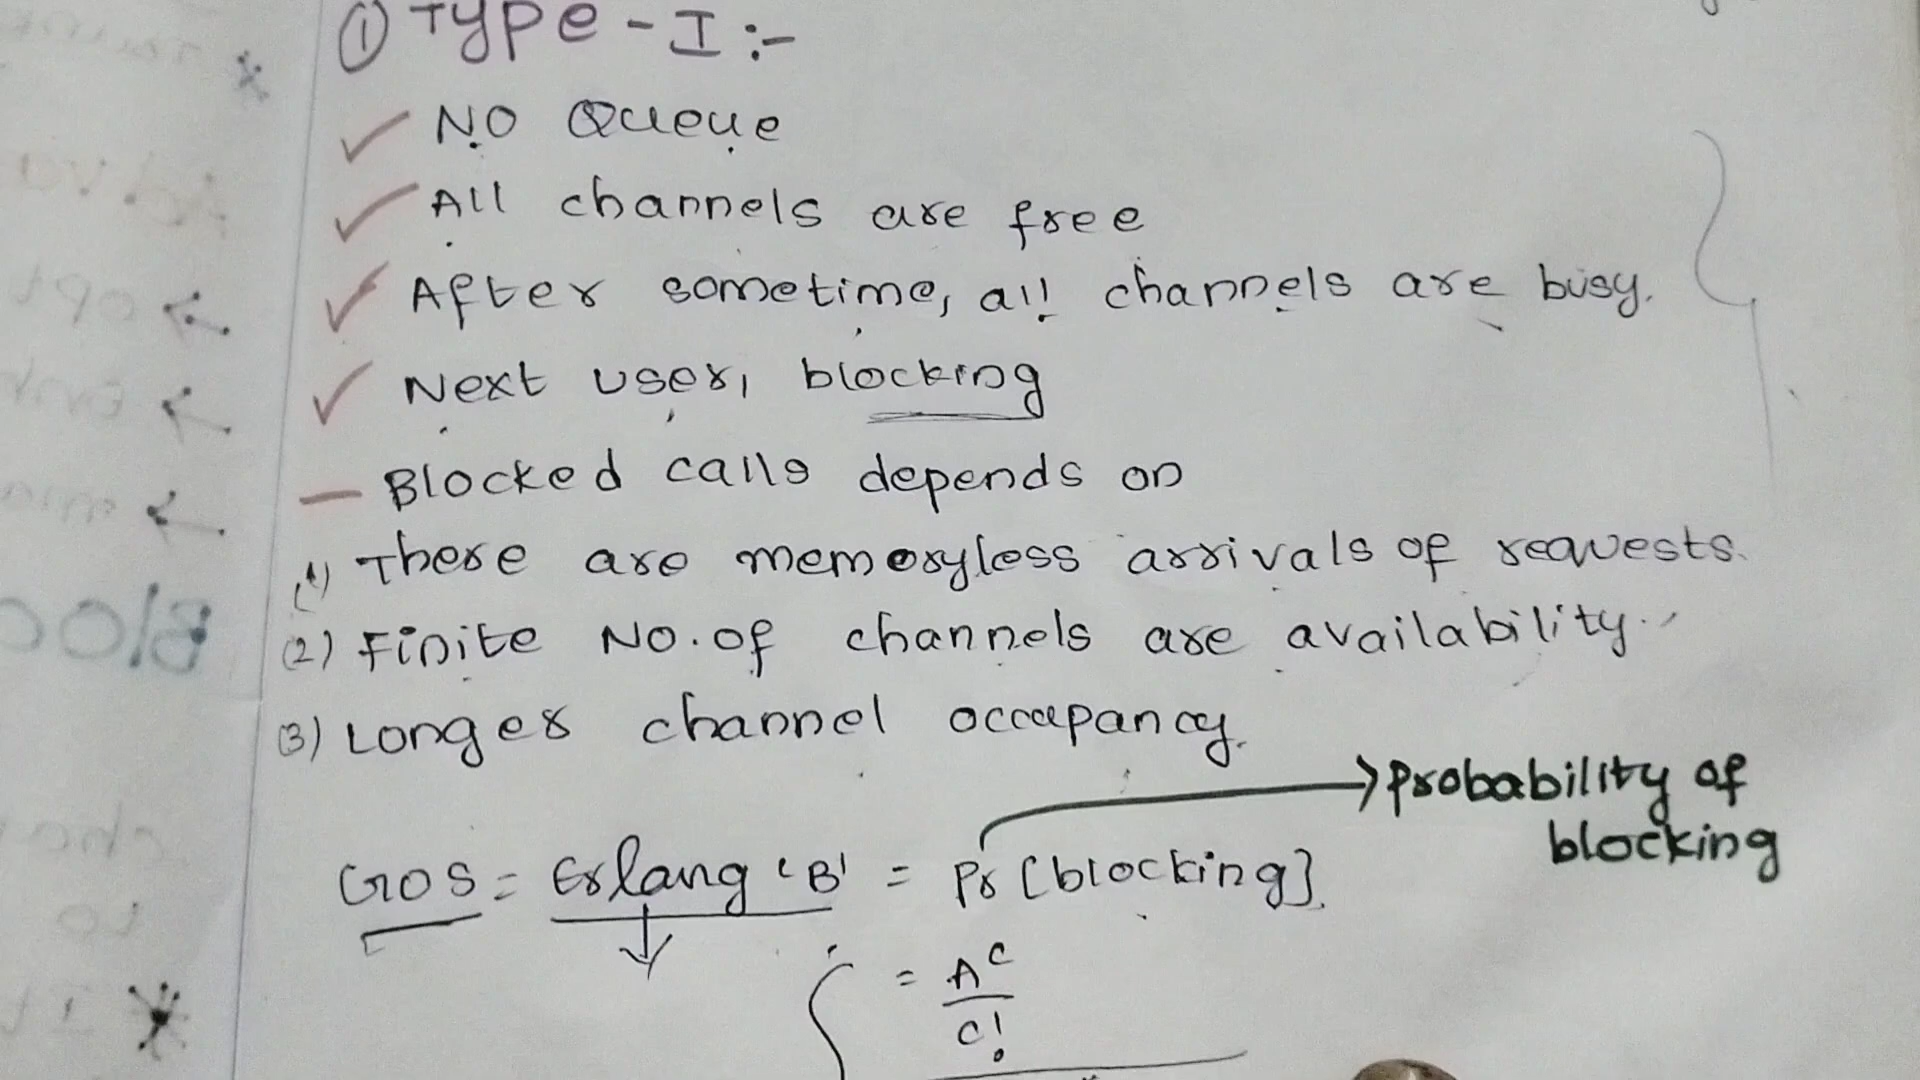 ① Type - I :-
NO Queue
All channels are free
After sometime, all channels are busy.
Next user, blocking
— Blocked calls depends on
(1) There are memoryless arrivals of requests.
(2) Finite No. of channels are availability.
(3) Longer channel occupancy.
→ Probability of
blocking
GOS = Erlang 'B' = Pr [blocking].
= A^C
C!